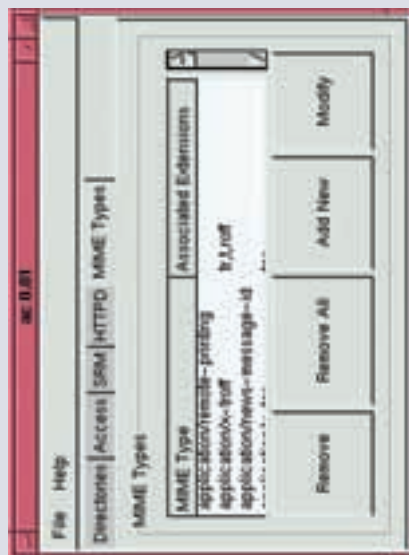 ac 0.01
File Help
Directories Access SRM HTTPD MIME Types
MIME Types
MIME Type Associated Extensions
application/remote-printing
application/x-troff tr,t,roff
application/news-message-id
Remove Remove All Add New Modify